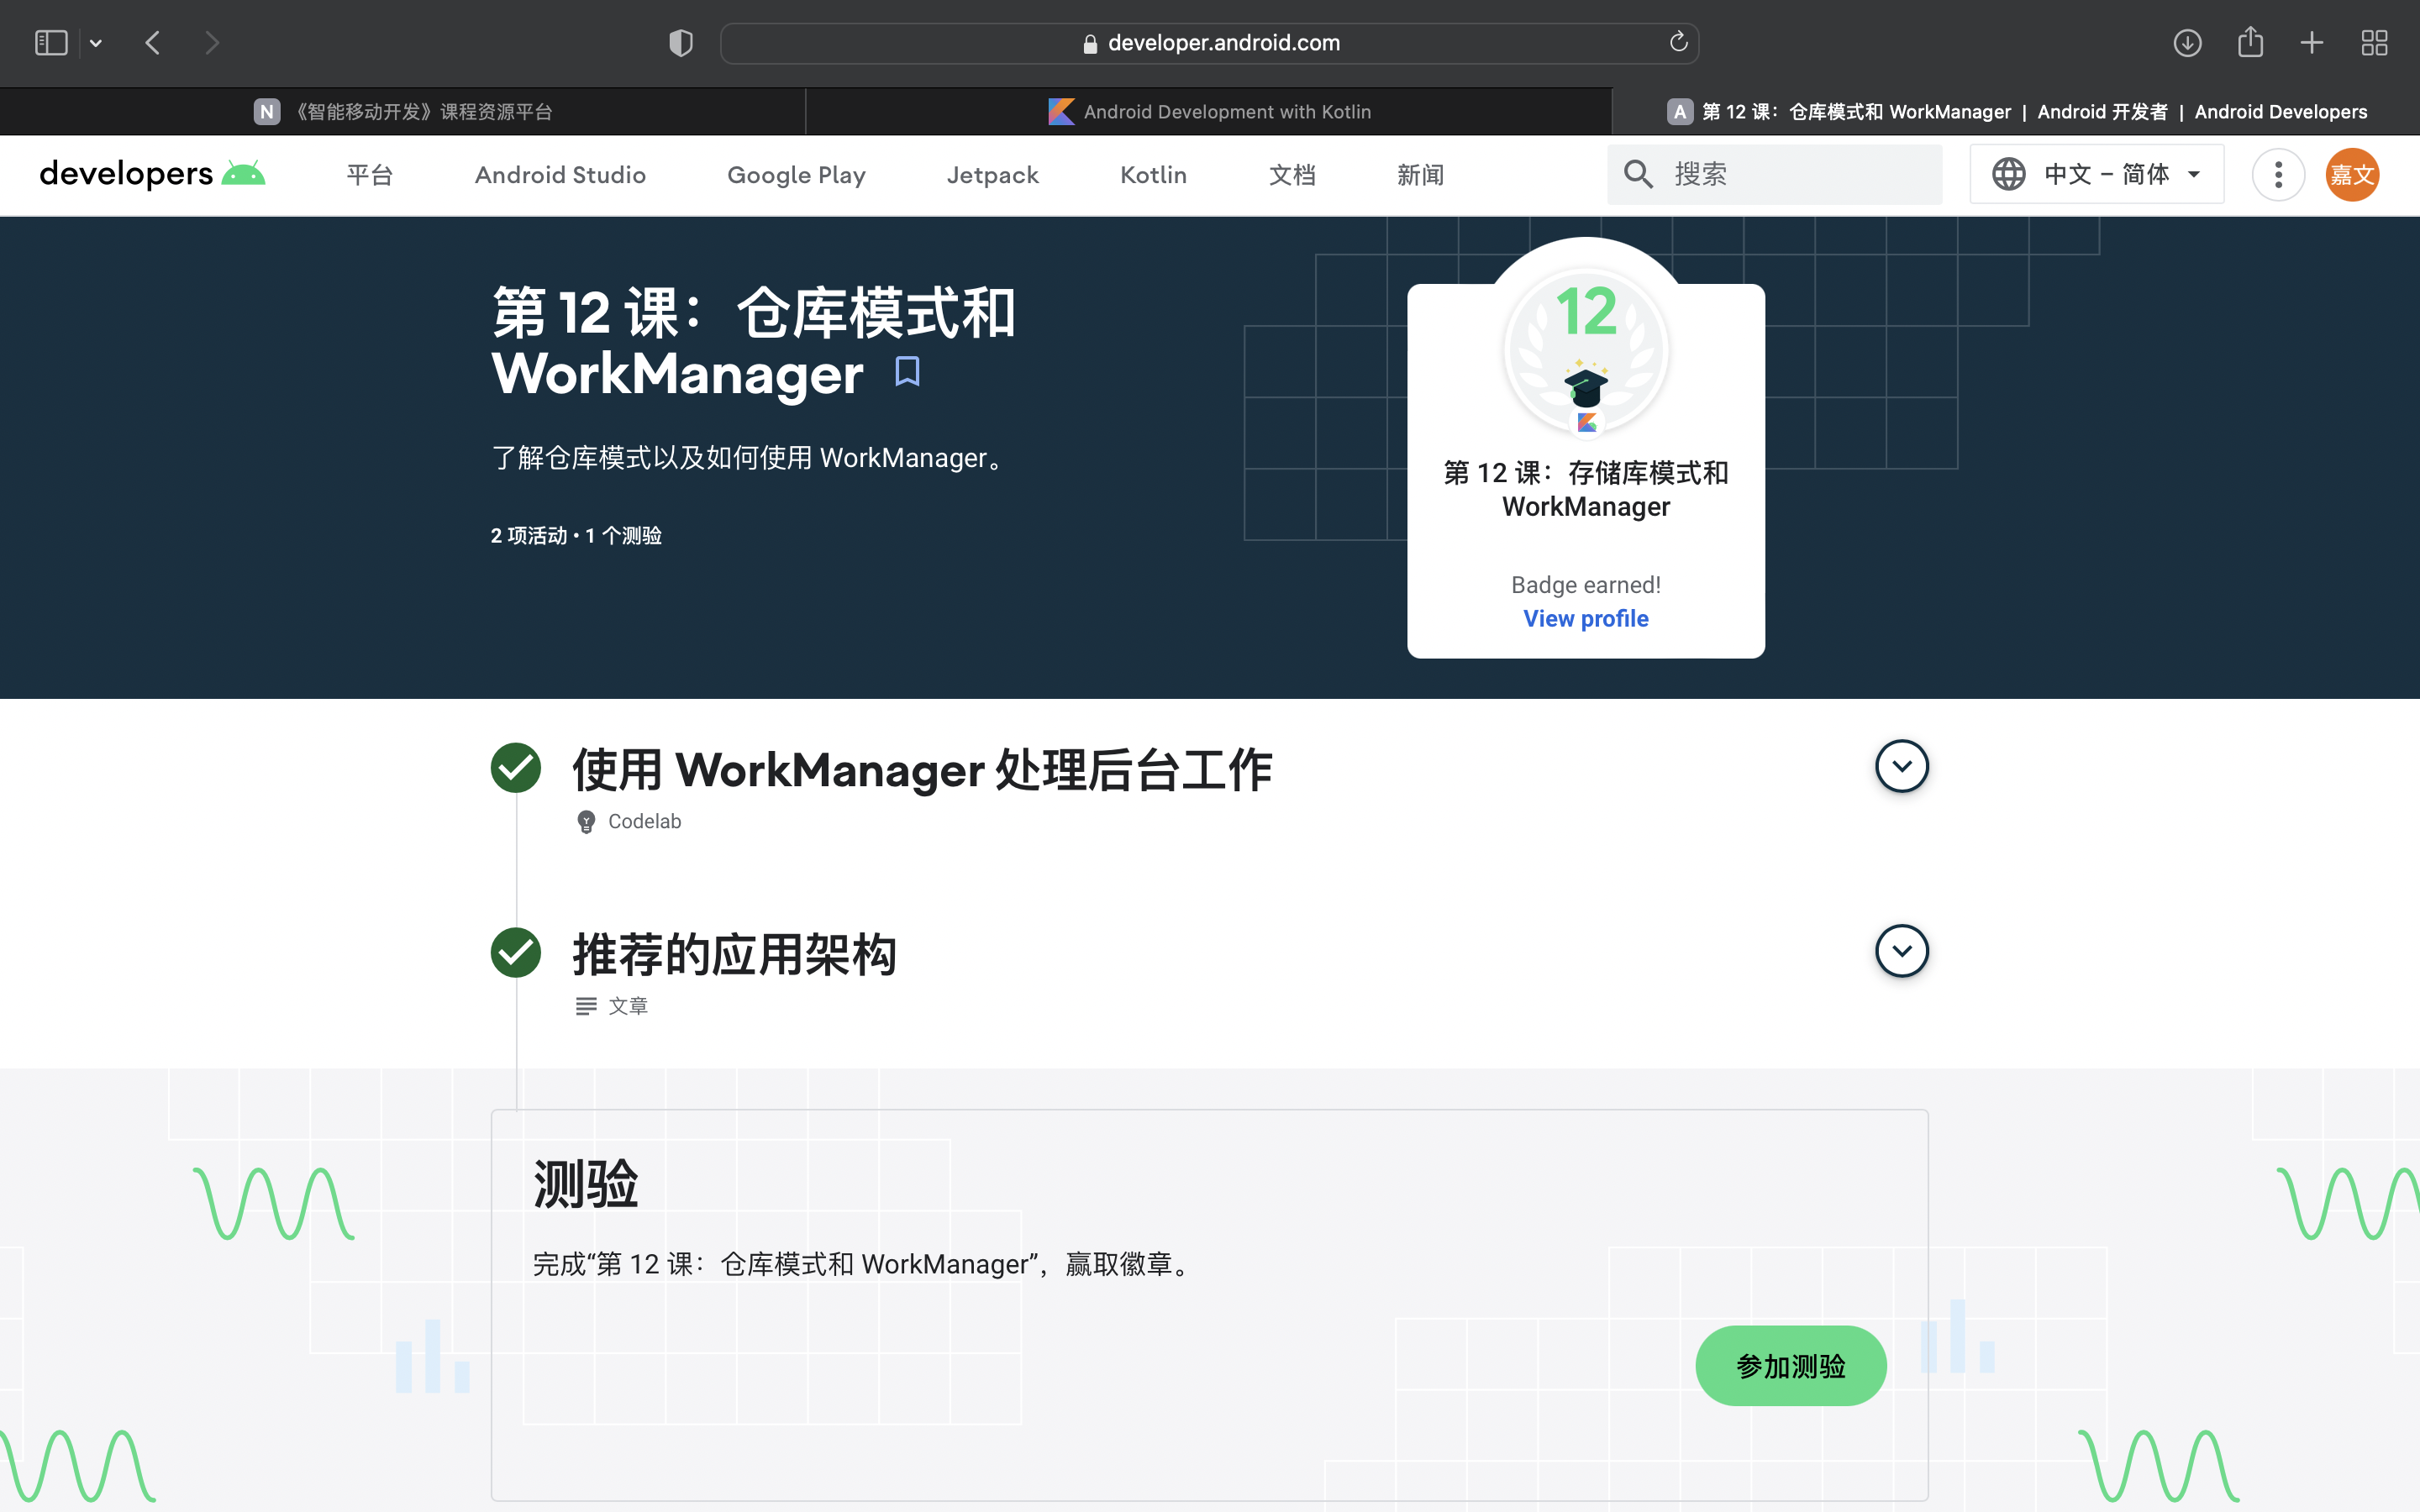 developer.android.com
N 《智能移动开发》课程资源平台
Android Development with Kotlin
A 第 12 课：仓库模式和 WorkManager | Android 开发者 | Android Developers
developers 平台 Android Studio Google Play Jetpack Kotlin 文档 新闻 搜索 中文 – 简体 嘉文
第 12 课：仓库模式和
WorkManager
了解仓库模式以及如何使用 WorkManager。
2 项活动 • 1 个测验
12
第 12 课：存储库模式和
WorkManager
Badge earned!
View profile
使用 WorkManager 处理后台工作
Codelab
推荐的应用架构
文章
测验
完成“第 12 课：仓库模式和 WorkManager”，赢取徽章。
参加测验